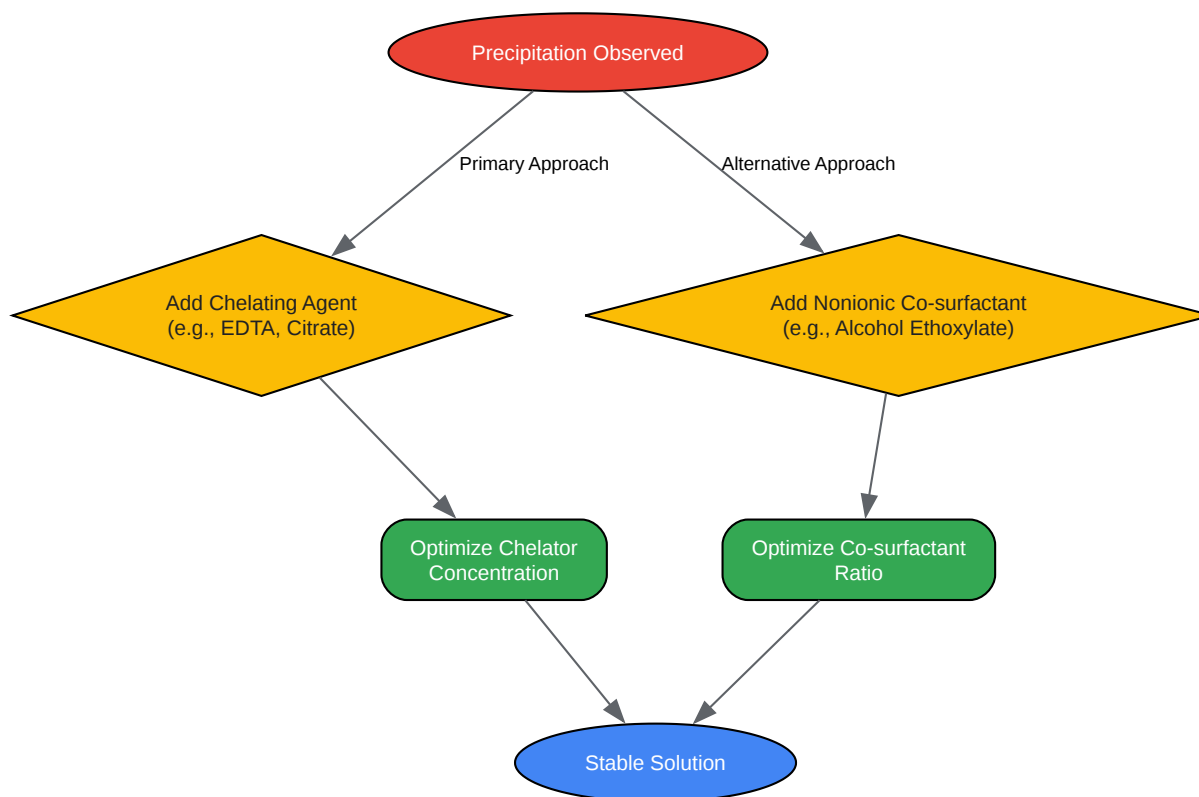 Precipitation Observed
Primary Approach
Alternative Approach
Add Chelating Agent
(e.g., EDTA, Citrate)
Add Nonionic Co-surfactant
(e.g., Alcohol Ethoxylate)
Optimize Chelator
Concentration
Optimize Co-surfactant
Ratio
Stable Solution